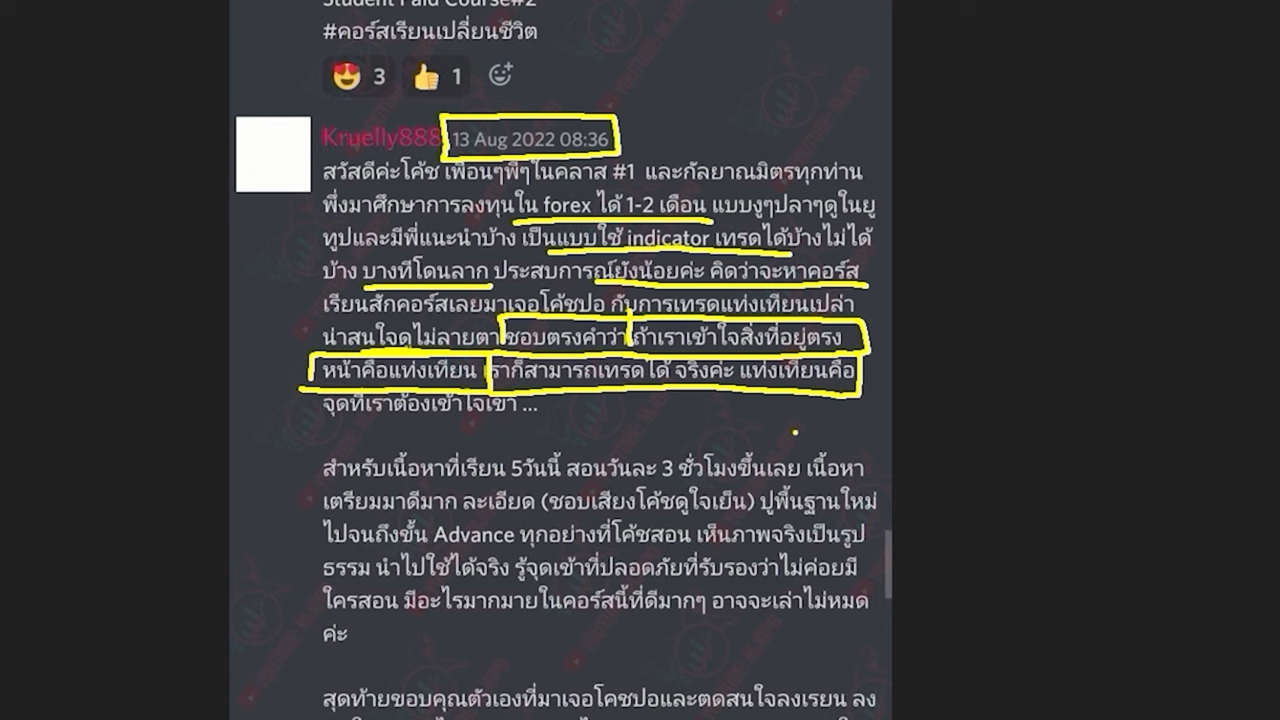 Student Paid Course#2
#คอร์สเรียนเปลี่ยนชีวิต
3 1
Kruelly888 13 Aug 2022 08:36
สวัสดีค่ะโค้ช เพื่อนๆพี่ๆในคลาส #1 และกัลยาณมิตรทุกท่าน
พึ่งมาศึกษาการลงทุนใน forex ได้ 1-2 เดือน แบบงูๆปลาๆดูในยู
ทูปและมีพี่แนะนำบ้าง เป็นแบบใช้ indicator เทรดได้บ้างไม่ได้
บ้าง บางทีโดนลาก ประสบการณ์ยังน้อยค่ะ คิดว่าจะหาคอร์ส
เรียนสักคอร์สเลยมาเจอโค้ชปอ กับการเทรดแท่งเทียนเปล่า
น่าสนใจดูไม่ลายตา ชอบตรงคำว่า ถ้าเราเข้าใจสิ่งที่อยู่ตรง
หน้าคือแท่งเทียน เราก็สามารถเทรดได้ จริงค่ะ แท่งเทียนคือ
จุดที่เราต้องเข้าใจเขา ...
สำหรับเนื้อหาที่เรียน 5วันนี้ สอนวันละ 3 ชั่วโมงขึ้นเลย เนื้อหา
เตรียมมาดีมาก ละเอียด (ชอบเสียงโค้ชดูใจเย็น) ปูพื้นฐานใหม่
ไปจนถึงขั้น Advance ทุกอย่างที่โค้ชสอน เห็นภาพจริงเป็นรูป
ธรรม นำไปใช้ได้จริง รู้จุดเข้าที่ปลอดภัยที่รับรองว่าไม่ค่อยมี
ใครสอน มีอะไรมากมายในคอร์สนี้ที่ดีมากๆ อาจจะเล่าไม่หมด
ค่ะ
สุดท้ายขอบคุณตัวเองที่มาเจอโคชปอและตดสนใจลงเรยน ลง